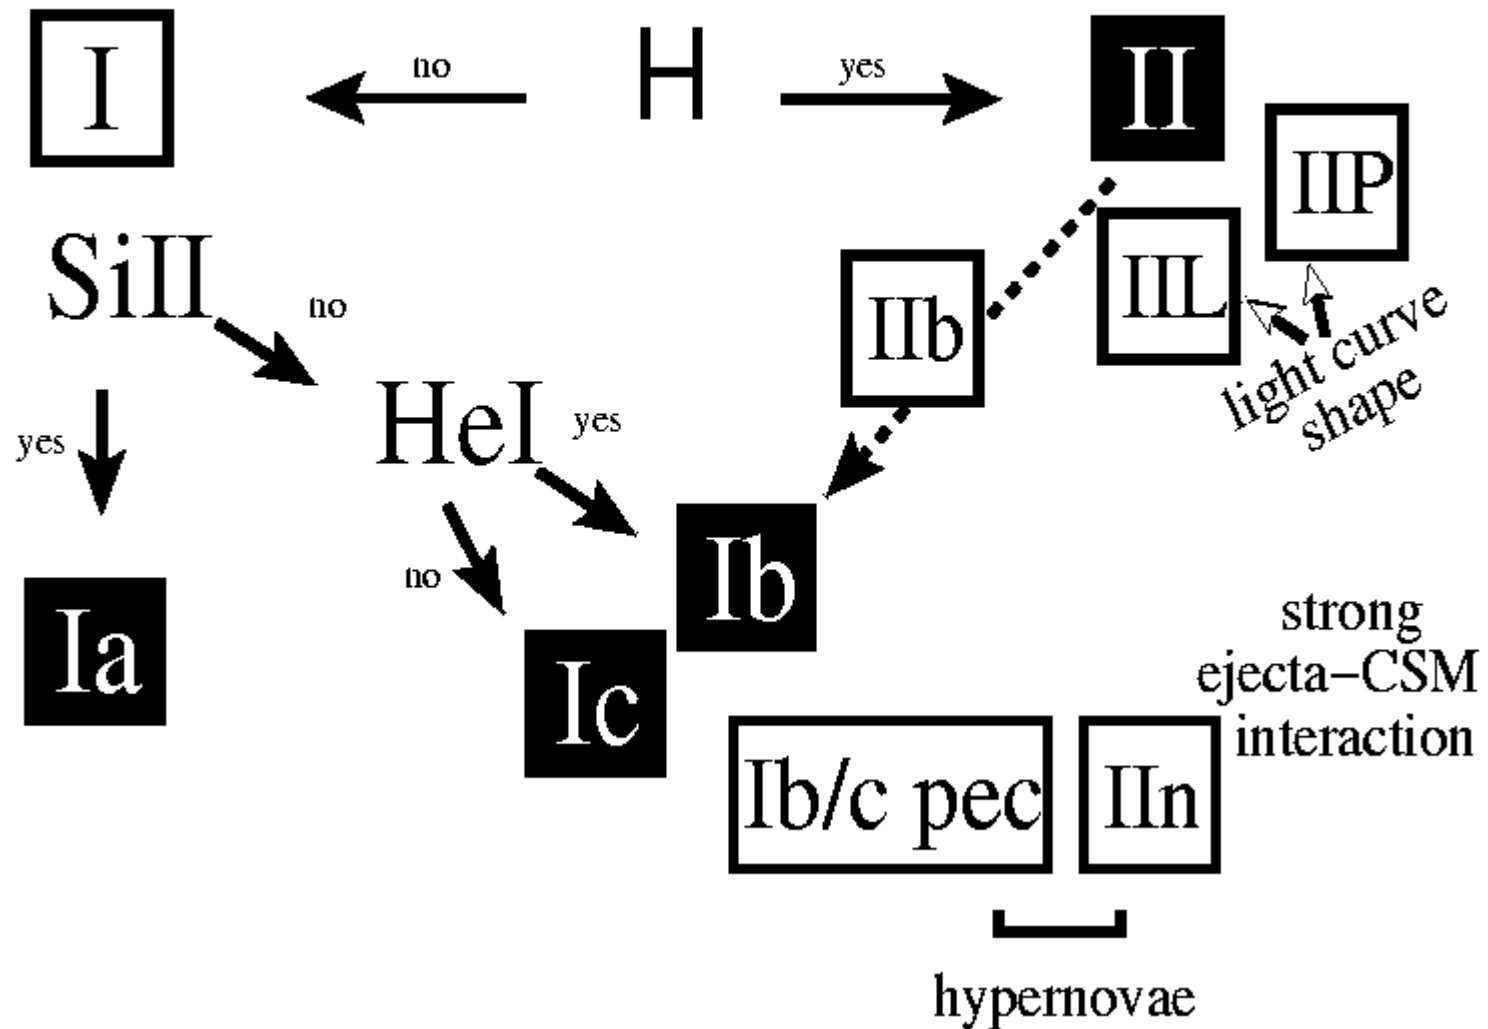 I
no
H
yes
II
IIP
SiII
no
IIb
IIL
light curve
shape
yes
HeI
yes
no
Ib
Ia
Ic
strong
ejecta–CSM
interaction
Ib/c pec
IIn
hypernovae